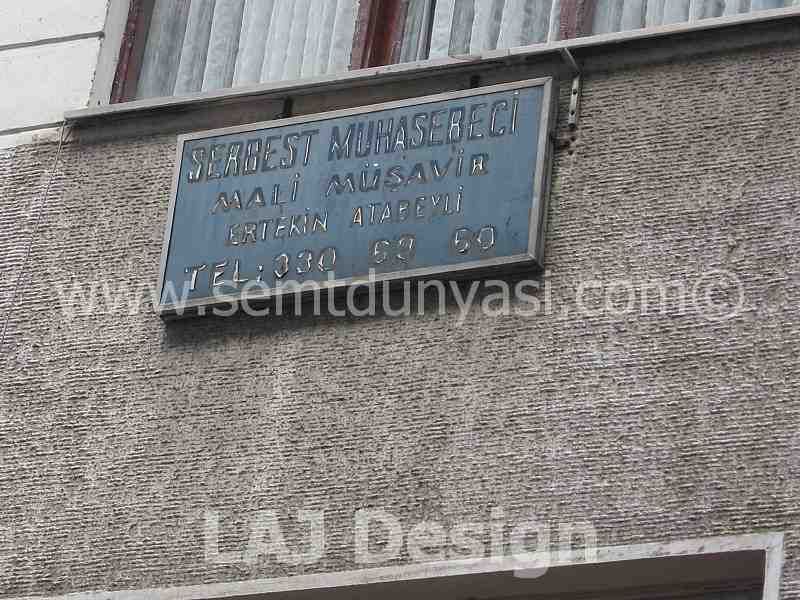 SERBEST MUHASEBECİ
MALİ MÜŞAVİR
ERTEKİN ATABEYLİ
TEL: 330 69 60
www.semtdunyasi.com©
LAJ Design